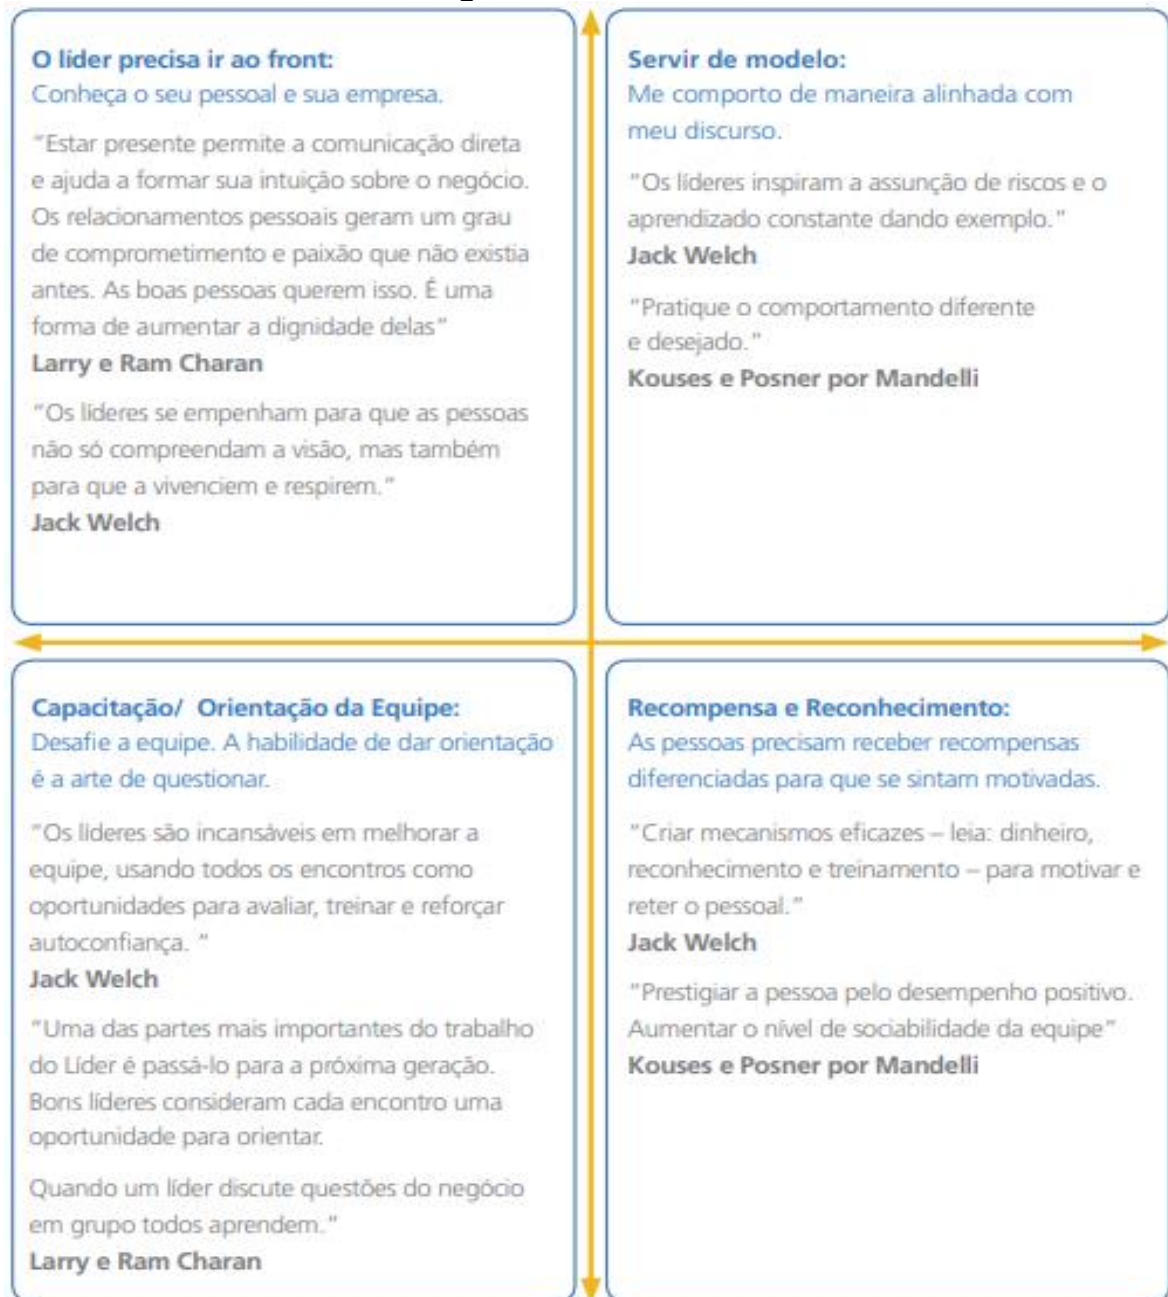 O líder precisa ir ao front:
Conheça o seu pessoal e sua empresa.
"Estar presente permite a comunicação direta
e ajuda a formar sua intuição sobre o negócio.
Os relacionamentos pessoais geram um grau
de comprometimento e paixão que não existia
antes. As boas pessoas querem isso. É uma
forma de aumentar a dignidade delas"
Larry e Ram Charan
"Os líderes se empenham para que as pessoas
não só compreendam a visão, mas também
para que a vivenciem e respirem."
Jack Welch
Servir de modelo:
Me comporto de maneira alinhada com
meu discurso.
"Os líderes inspiram a assunção de riscos e o
aprendizado constante dando exemplo."
Jack Welch
"Pratique o comportamento diferente
e desejado."
Kouses e Posner por Mandelli
Capacitação/ Orientação da Equipe:
Desafie a equipe. A habilidade de dar orientação
é a arte de questionar.
"Os líderes são incansáveis em melhorar a
equipe, usando todos os encontros como
oportunidades para avaliar, treinar e reforçar
autoconfiança. "
Jack Welch
"Uma das partes mais importantes do trabalho
do Líder é passá-lo para a próxima geração.
Bons líderes consideram cada encontro uma
oportunidade para orientar.
Quando um líder discute questões do negócio
em grupo todos aprendem."
Larry e Ram Charan
Recompensa e Reconhecimento:
As pessoas precisam receber recompensas
diferenciadas para que se sintam motivadas.
"Criar mecanismos eficazes – leia: dinheiro,
reconhecimento e treinamento – para motivar e
reter o pessoal."
Jack Welch
"Prestigiar a pessoa pelo desempenho positivo.
Aumentar o nível de sociabilidade da equipe"
Kouses e Posner por Mandelli